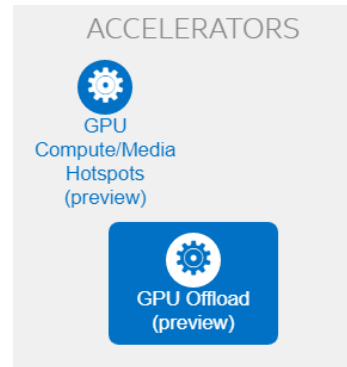 ACCELERATORS
GPU
Compute/Media
Hotspots
(preview)
GPU Offload
(preview)